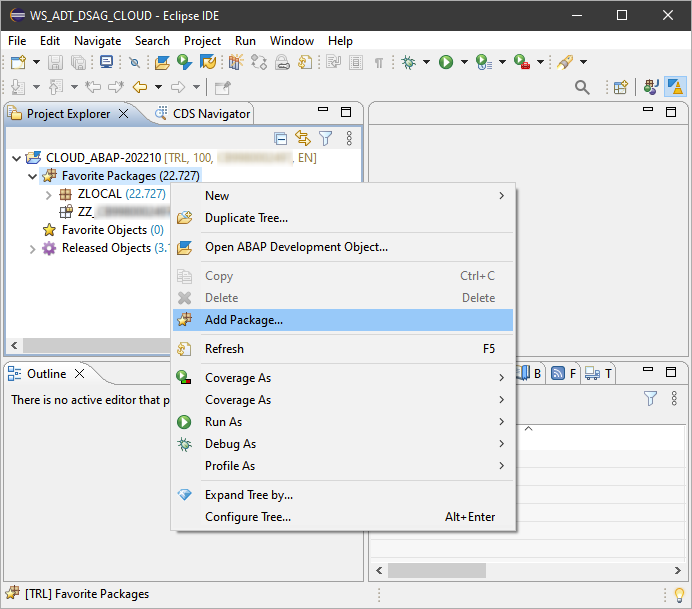 WS_ADT_DSAG_CLOUD - Eclipse IDE
File Edit Navigate Search Project Run Window Help
Project Explorer
CDS Navigator
CLOUD_ABAP-202210 [TRL, 100, , EN]
Favorite Packages (22.727)
ZLOCAL (22.727)
ZZ_
Favorite Objects (0)
Released Objects (3.
New
Duplicate Tree...
Open ABAP Development Object...
Copy Ctrl+C
Delete Delete
Add Package...
Refresh F5
Coverage As
Coverage As
Run As
Debug As
Profile As
Expand Tree by...
Configure Tree... Alt+Enter
Outline
There is no active editor that p
B F T
[TRL] Favorite Packages